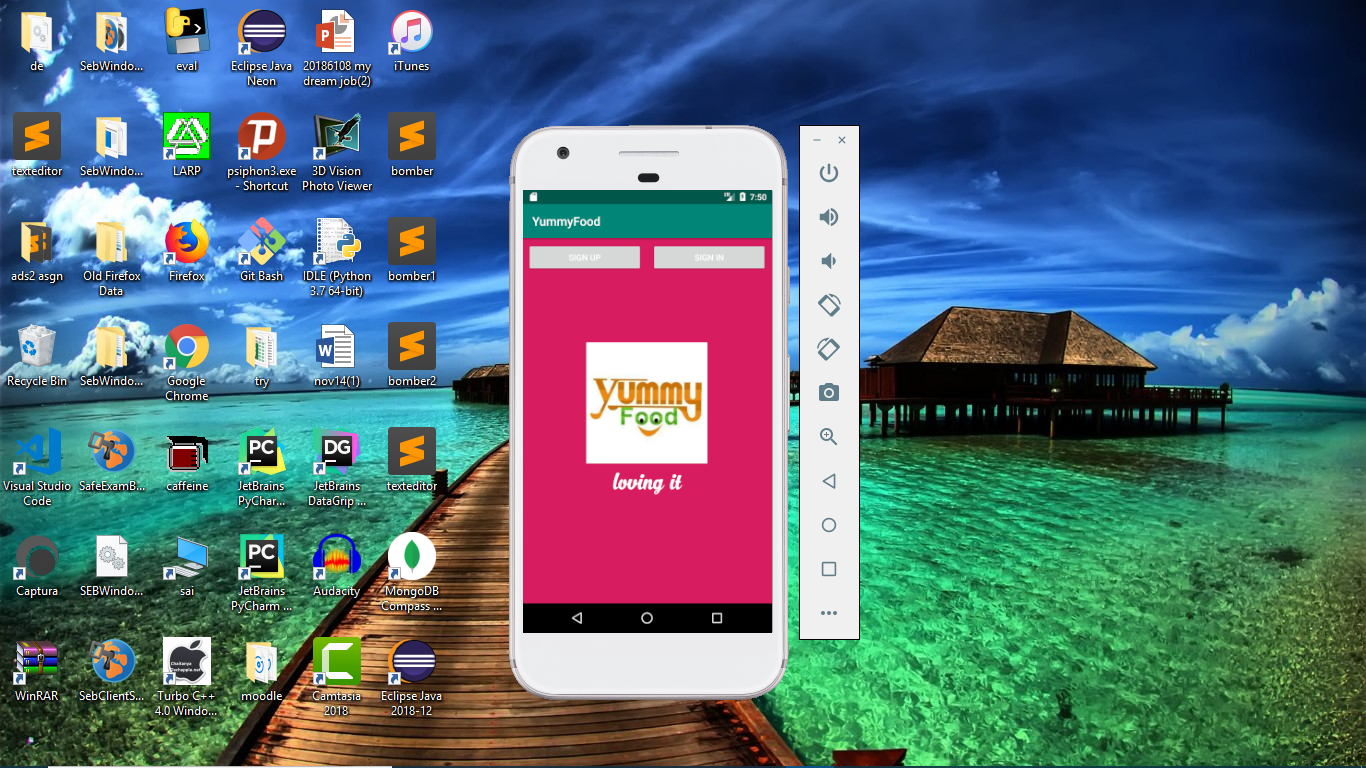 de
SebWindo...
eval
Eclipse Java
Neon
20186108 my
dream job(2)
iTunes
texteditor
SebWindo...
LARP
psiphon3.exe
- Shortcut
3D Vision
Photo Viewer
bomber
ads2 asgn
Old Firefox
Data
Firefox
Git Bash
IDLE (Python
3.7 64-bit)
bomber1
Recycle Bin
SebWindo...
Google
Chrome
try
nov14(1)
bomber2
Visual Studio
Code
SafeExamB...
caffeine
PC
JetBrains
PyChar...
DG
JetBrains
DataGrip ...
texteditor
Captura
SEBWindo...
sai
PC
JetBrains
PyCharm ...
Audacity
MongoDB
Compass ...
WinRAR
SebClientS...
Turbo C++
4.0 Windo...
moodle
Camtasia
2018
Eclipse Java
2018-12
7:50
YummyFood
SIGN UP
SIGN IN
Yummy
Food
loving it